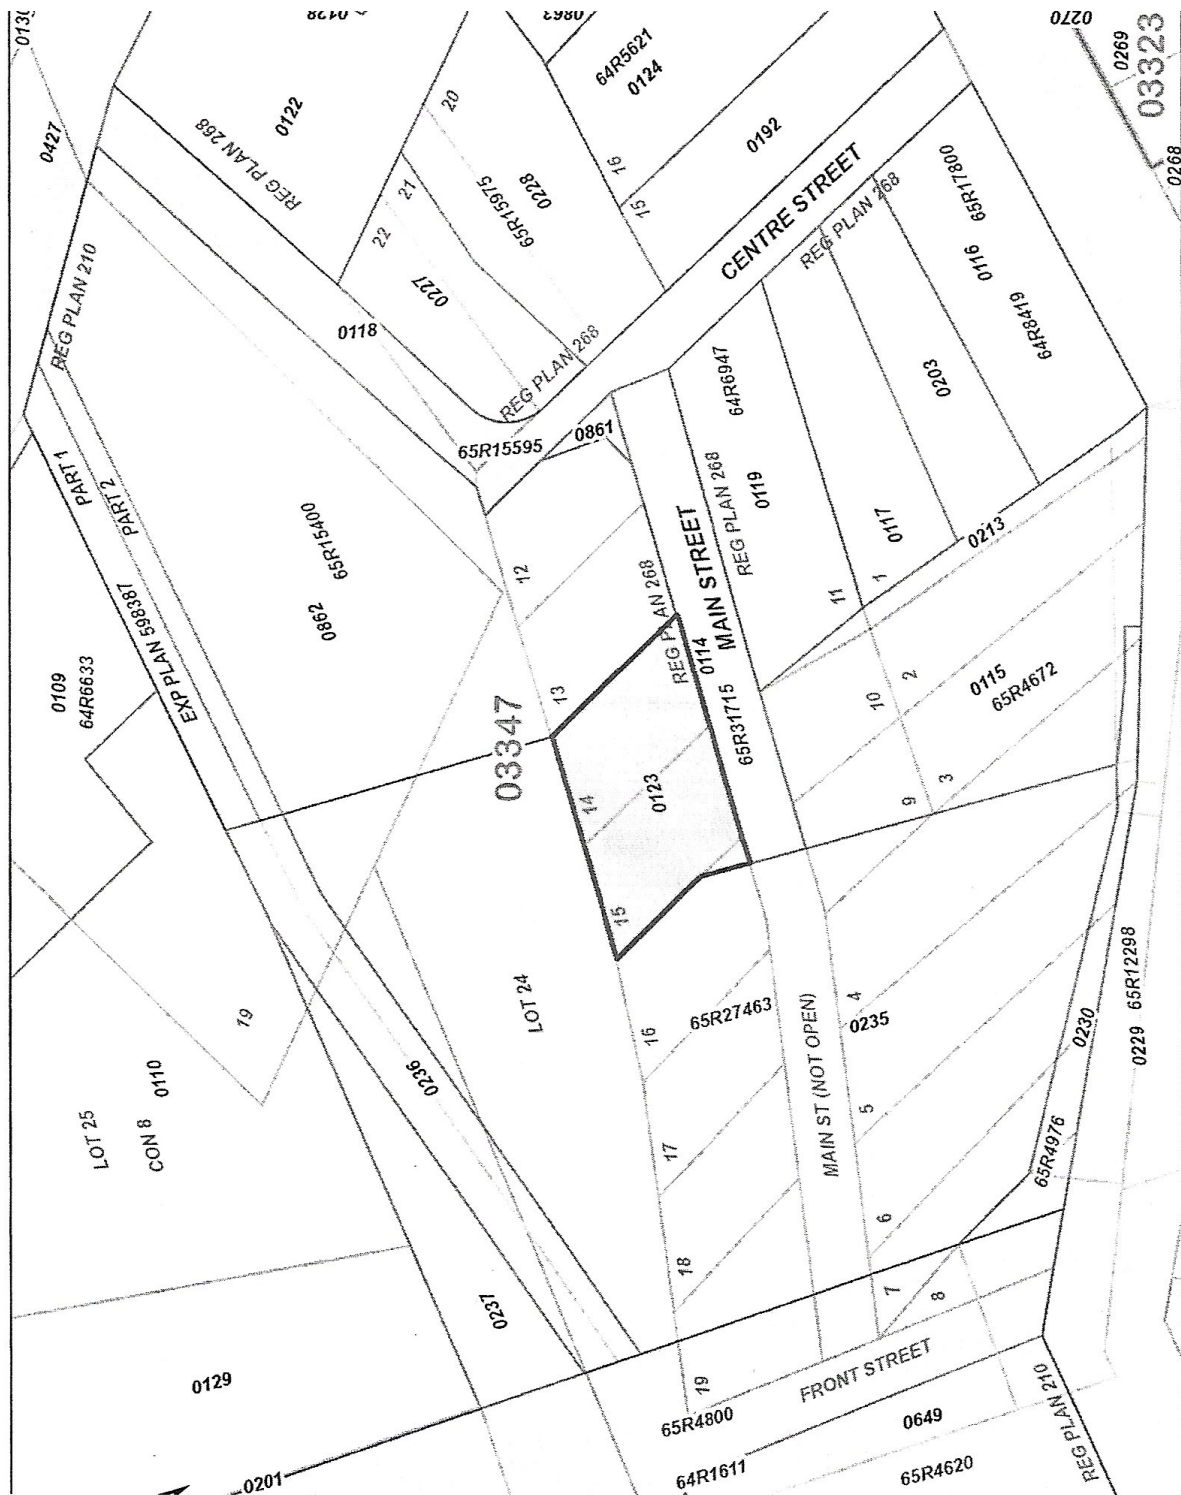 0130
0128
0863
0270
0269
03323
0268
0427
REG PLAN 268
0122
20
64R5621
0124
21
65R15975
0228
16
15
0192
22
0227
REG PLAN 210
0118
CENTRE STREET
REG PLAN 268
65R17800
0116
64R8419
REG PLAN 268
64R6947
0203
PART 1
PART 2
65R15595
0861
EXP PLAN 598387
65R15400
0862
12
MAIN STREET
REG PLAN 268
0119
0117
0213
REG PLAN 268
11
1
0109
64R6633
13
0114
65R31715
10
2
0115
65R4672
03347
14
0123
9
3
15
LOT 24
16
65R27463
MAIN ST (NOT OPEN)
4
0235
19
LOT 25
CON 8
0110
0236
17
5
0230
65R12298
0229
65R4976
18
6
7
8
0237
0129
19
FRONT STREET
65R4800
0649
0201
64R1611
65R4620
REG PLAN 210